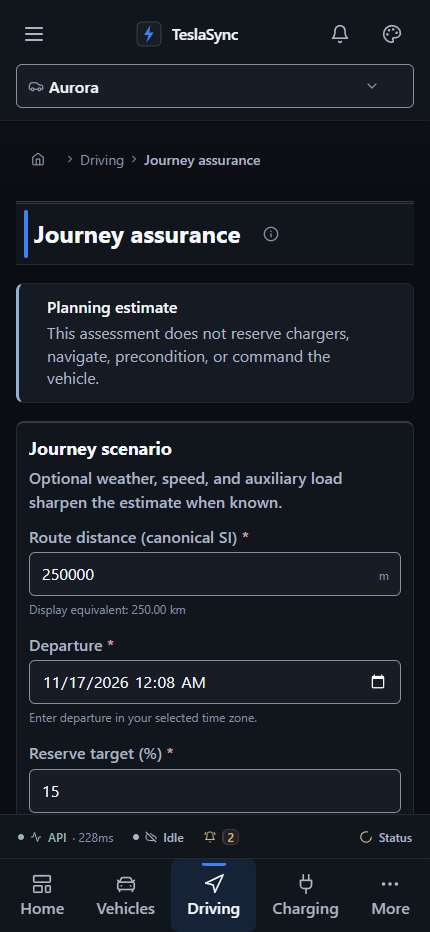 TeslaSync
Aurora
Driving
Journey assurance
Journey assurance
Planning estimate
This assessment does not reserve chargers,
navigate, precondition, or command the
vehicle.
Journey scenario
Optional weather, speed, and auxiliary load
sharpen the estimate when known.
Route distance (canonical SI) *
250000 m
Display equivalent: 250.00 km
Departure *
11/17/2026 12:08 AM
Enter departure in your selected time zone.
Reserve target (%) *
15
API · 228ms Idle 2 Status
Home Vehicles Driving Charging More